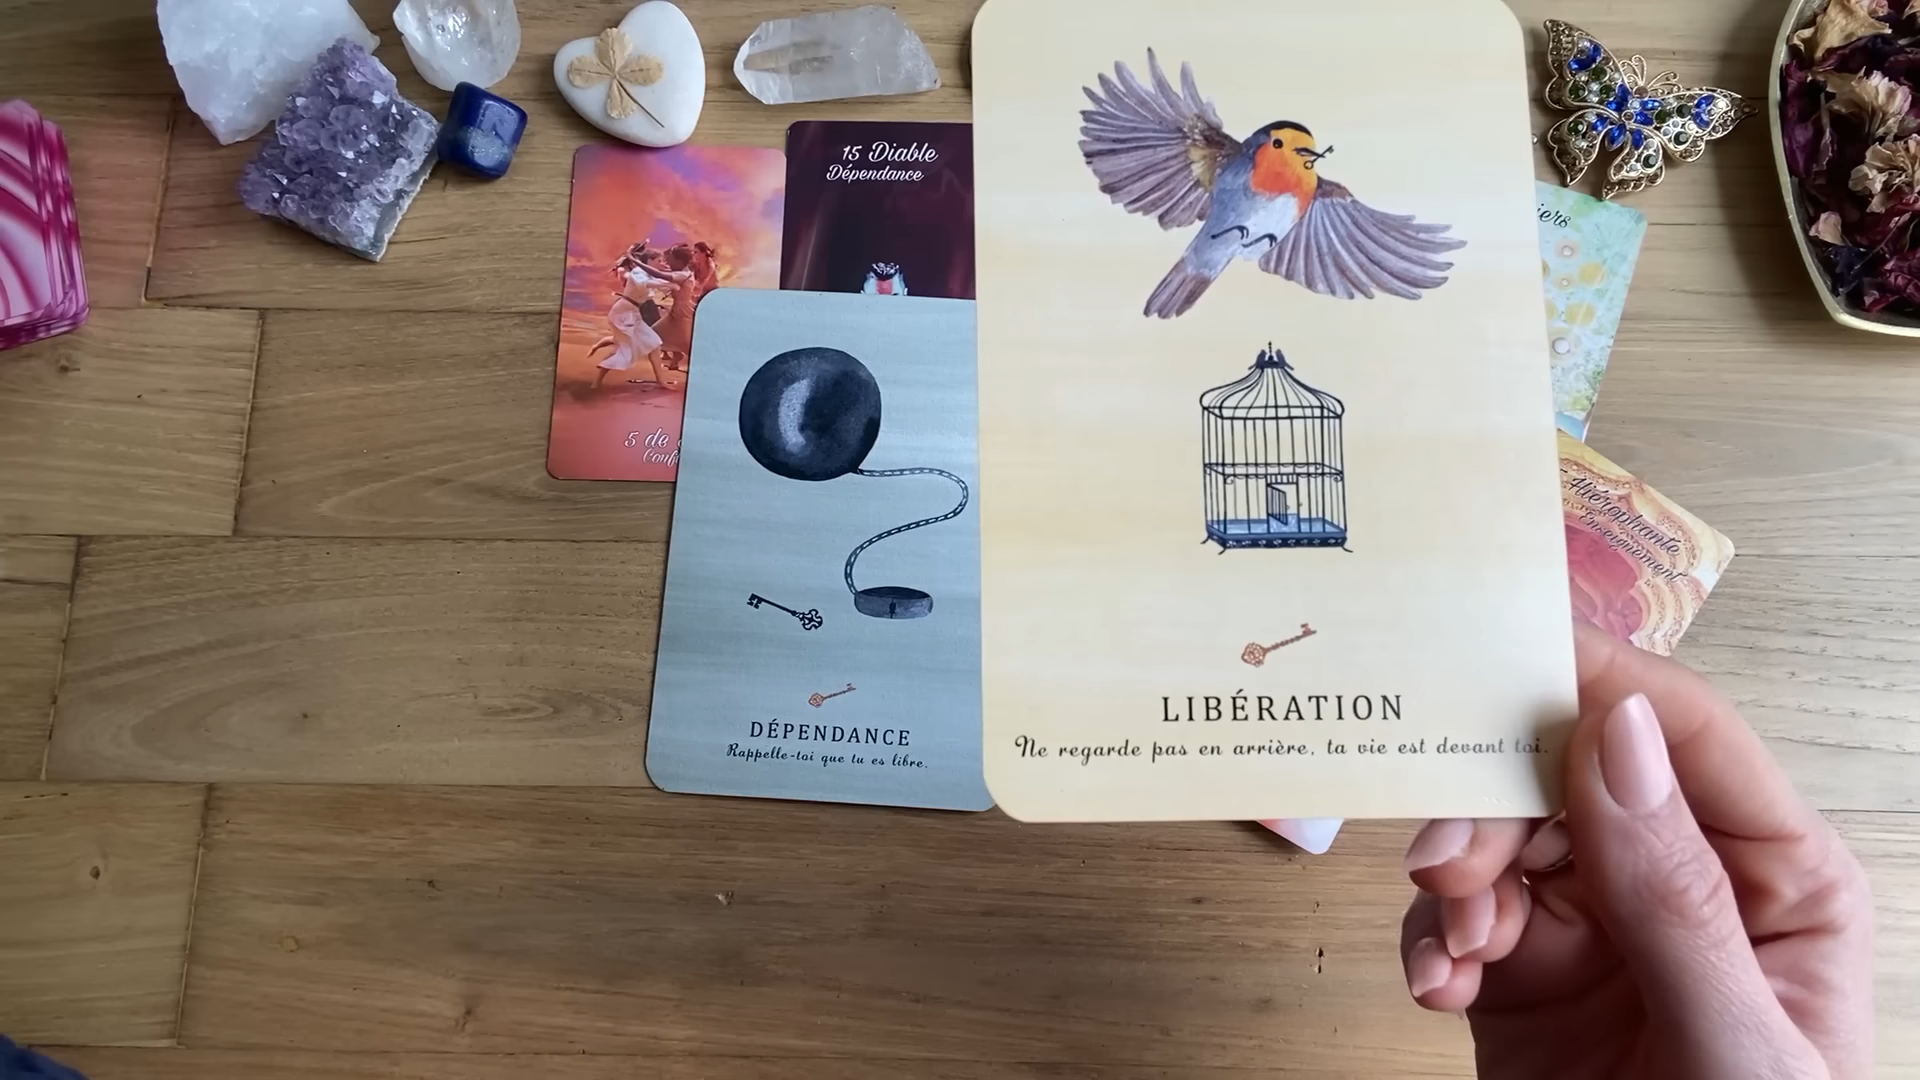 15 Diable
Dépendance
5 de
DÉPENDANCE
Rappelle-toi que tu es libre.
LIBÉRATION
Ne regarde pas en arrière, ta vie est devant toi.
Hiérophante
Enseignement